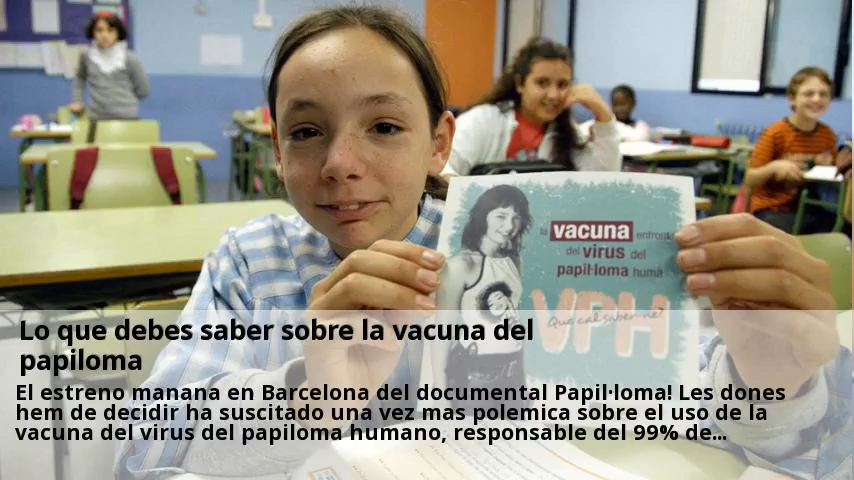 la vacuna enfront
del virus del
papil·loma humà
VPH
Què cal saber-ne?
Lo que debes saber sobre la vacuna del
papiloma
El estreno manana en Barcelona del documental Papil·loma! Les dones
hem de decidir ha suscitado una vez mas polemica sobre el uso de la
vacuna del virus del papiloma humano, responsable del 99% de...